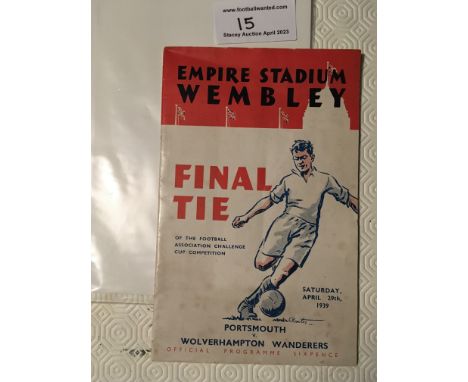 www.footballwanted.com
15
Stacey Auction April 2023
EMPIRE STADIUM
WEMBLEY
FINAL
TIE
OF THE FOOTBALL
ASSOCIATION CHALLENGE
CUP COMPETITION
SATURDAY,
APRIL 29th,
1939
PORTSMOUTH
V.
WOLVERHAMPTON WANDERERS
OFFICIAL PROGRAMME SIXPENCE